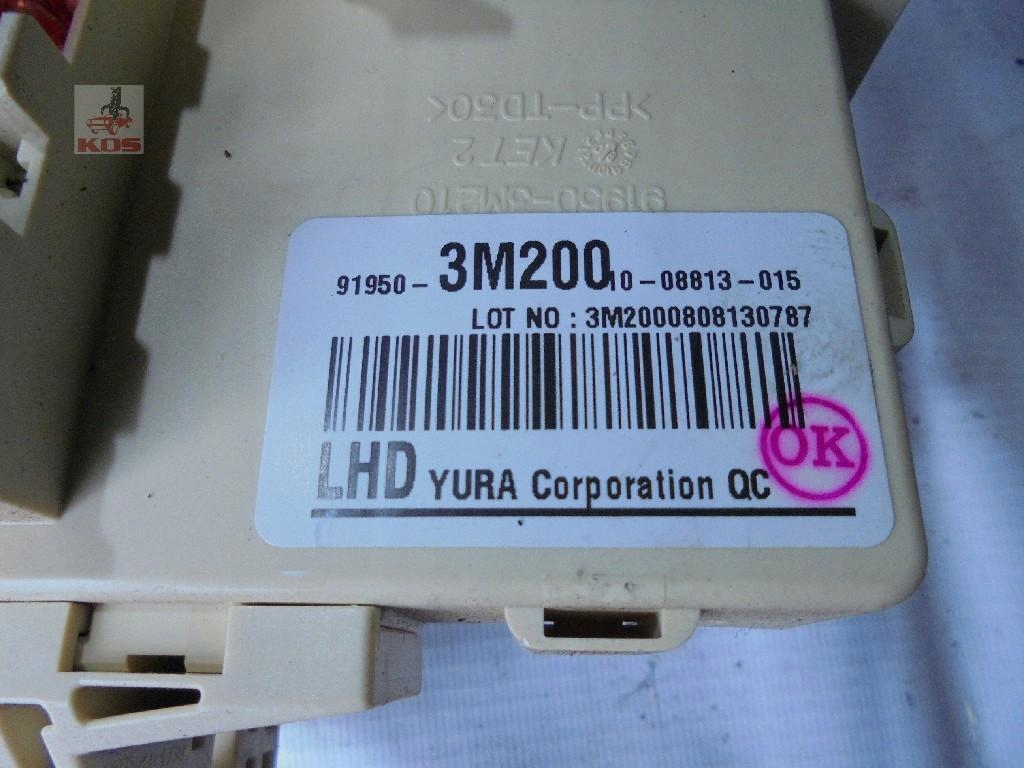 KOS
>PP-TD30<
KET 2
91950-3M210
91950-3M200 10-08813-015
LOT NO : 3M2000808130787
OK
LHD YURA Corporation QC